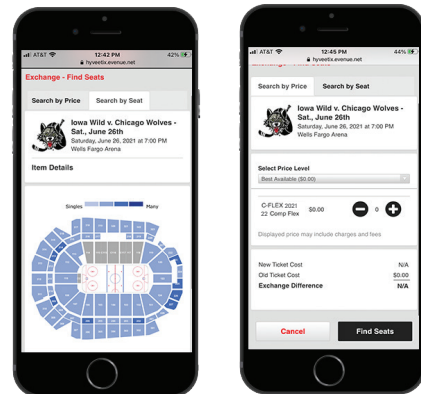 AT&T
12:42 PM
42%
hyveetix.evenue.net
Exchange - Find Seats
Search by Price
Search by Seat
Iowa Wild v. Chicago Wolves -
Sat., June 26th
Saturday, June 26, 2021 at 7:00 PM
Wells Fargo Arena
Item Details
Singles
Many
AT&T
12:45 PM
44%
hyveetix.evenue.net
Exchange - Find Seats
Search by Price
Search by Seat
Iowa Wild v. Chicago Wolves -
Sat., June 26th
Saturday, June 26, 2021 at 7:00 PM
Wells Fargo Arena
Select Price Level
Best Available ($0.00)
C-FLEX 2021
22 Comp Flex
$0.00
0
Displayed price may include charges and fees
New Ticket Cost N/A
Old Ticket Cost $0.00
Exchange Difference N/A
Cancel
Find Seats